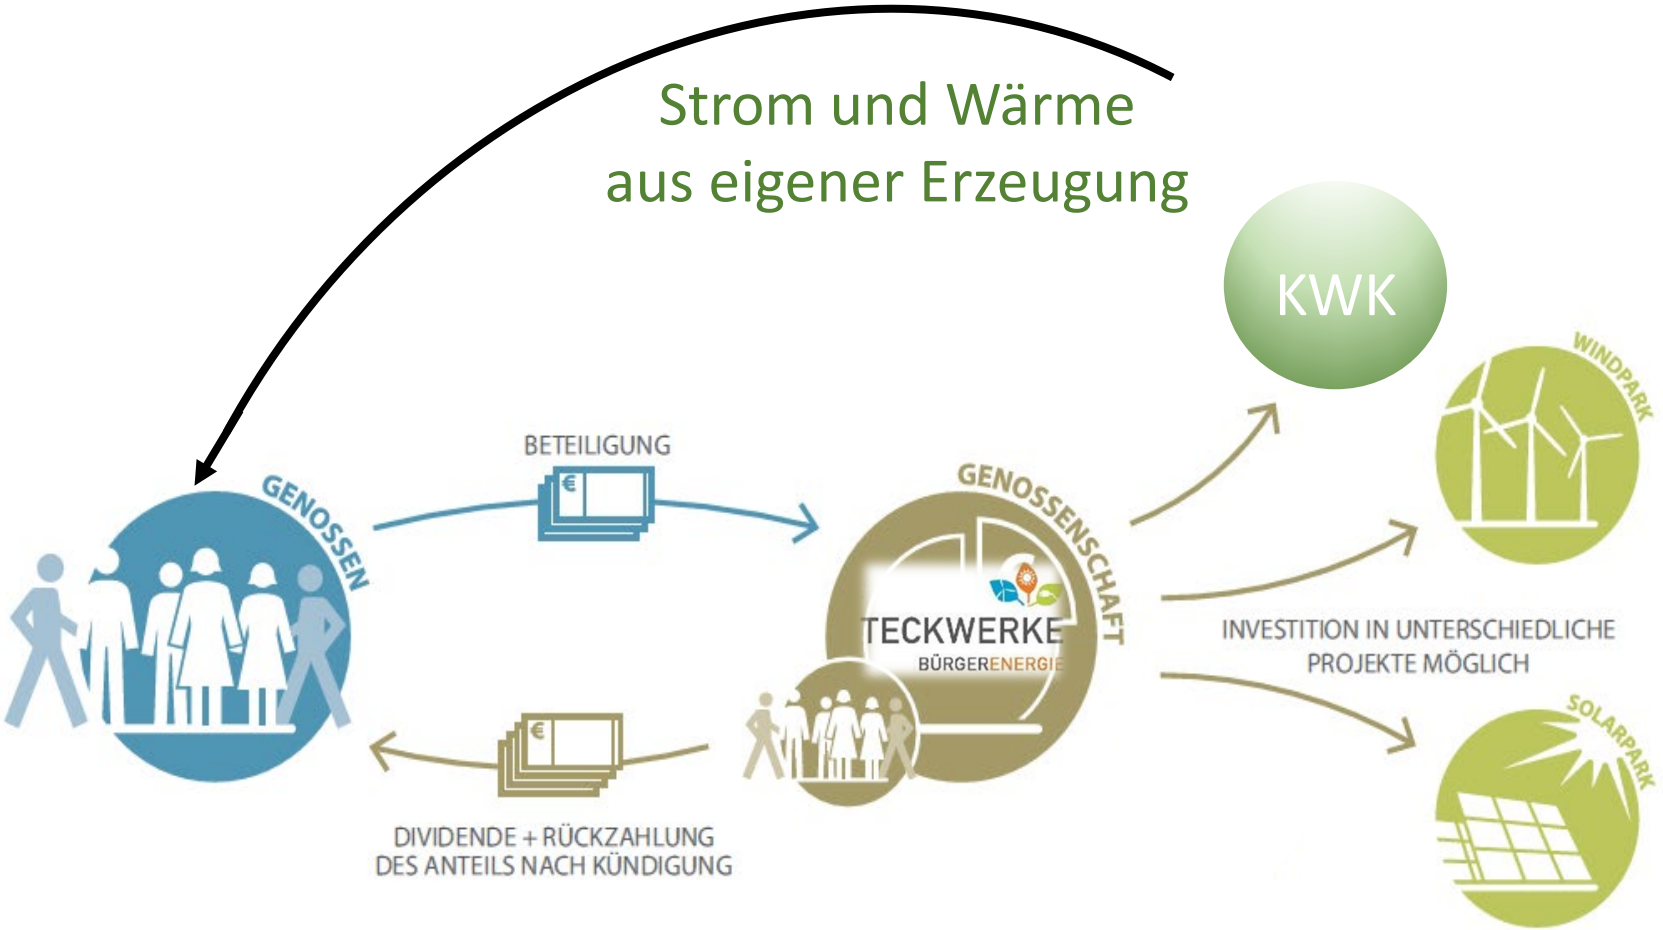 Strom und Wärme
aus eigener Erzeugung
KWK
WINDPARK
BETEILIGUNG
€
GENOSSEN
GENOSSENSCHAFT
TECKWERKE
BÜRGERENERGIE
INVESTITION IN UNTERSCHIEDLICHE
PROJEKTE MÖGLICH
SOLARPARK
€
DIVIDENDE + RÜCKZAHLUNG
DES ANTEILS NACH KÜNDIGUNG